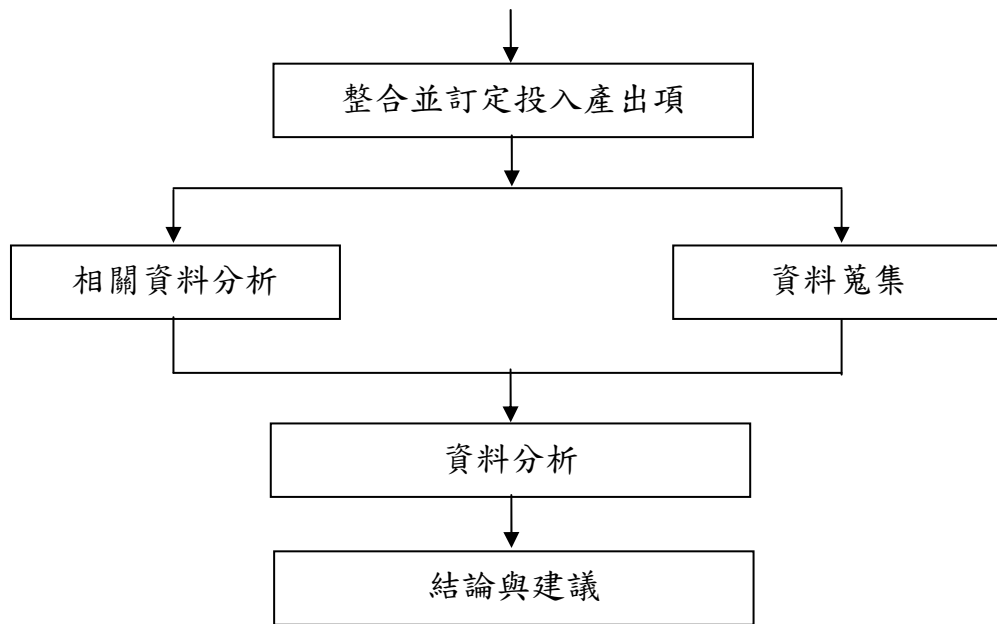 整合並訂定投入產出項
相關資料分析
資料蒐集
資料分析
結論與建議